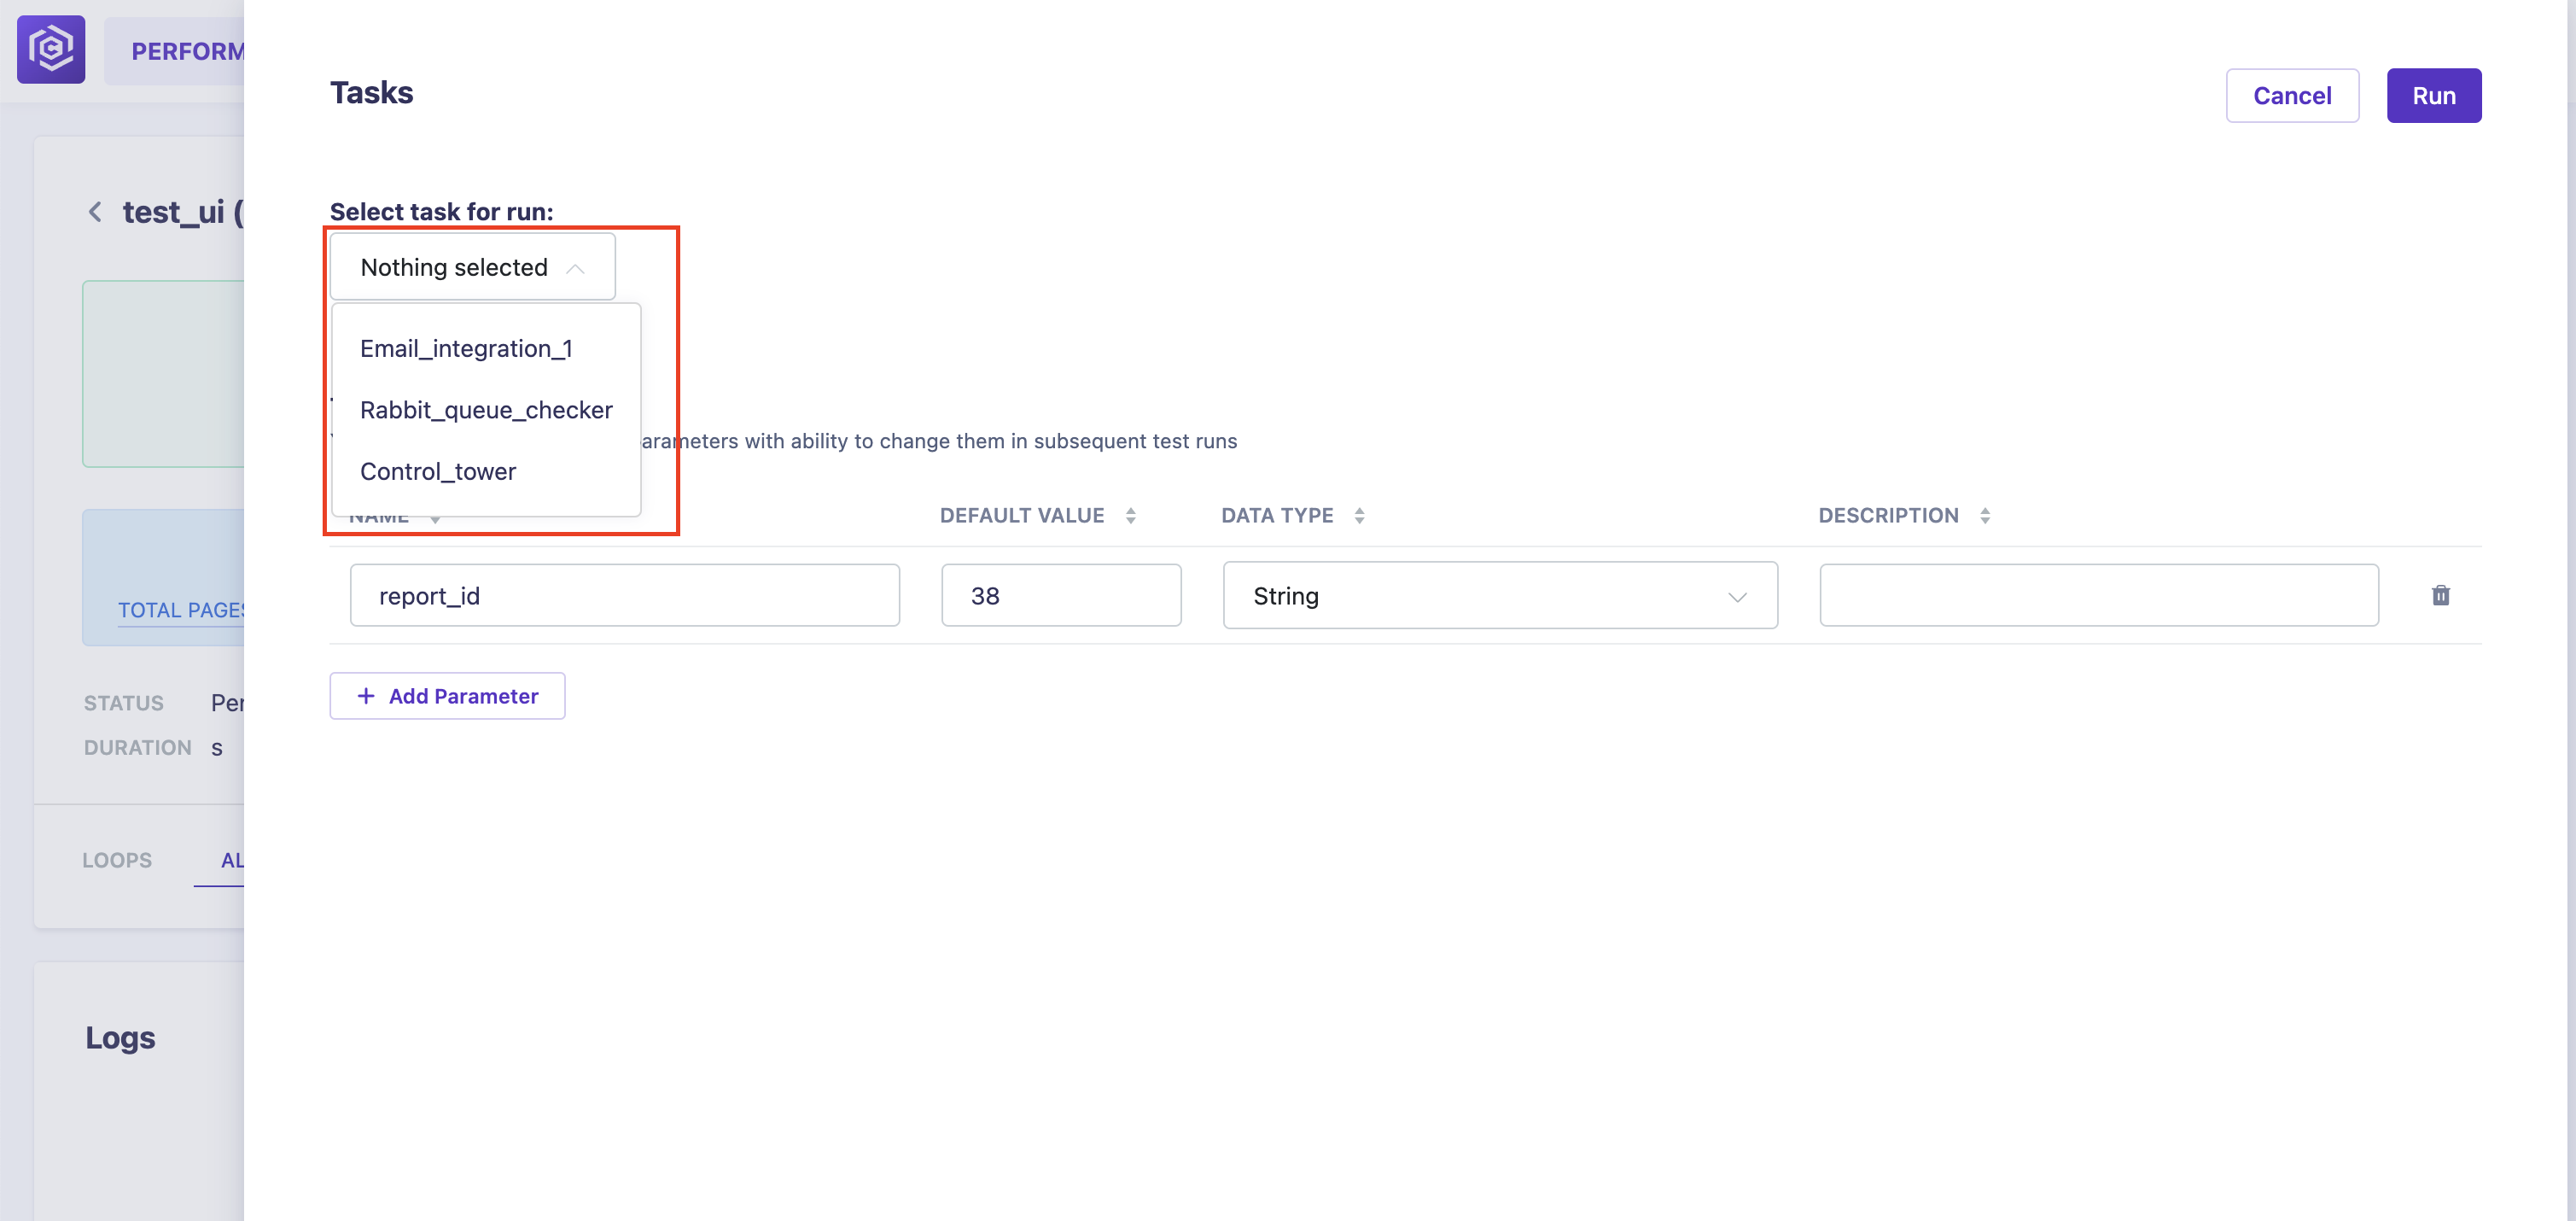 PERFORM
Tasks
Cancel
Run
test_ui (
Select task for run:
Nothing selected
Email_integration_1
Rabbit_queue_checker
arameters with ability to change them in subsequent test runs
Control_tower
NAME DEFAULT VALUE DATA TYPE DESCRIPTION
report_id 38 String
TOTAL PAGES
+ Add Parameter
STATUS Per
DURATION s
LOOPS AL
Logs